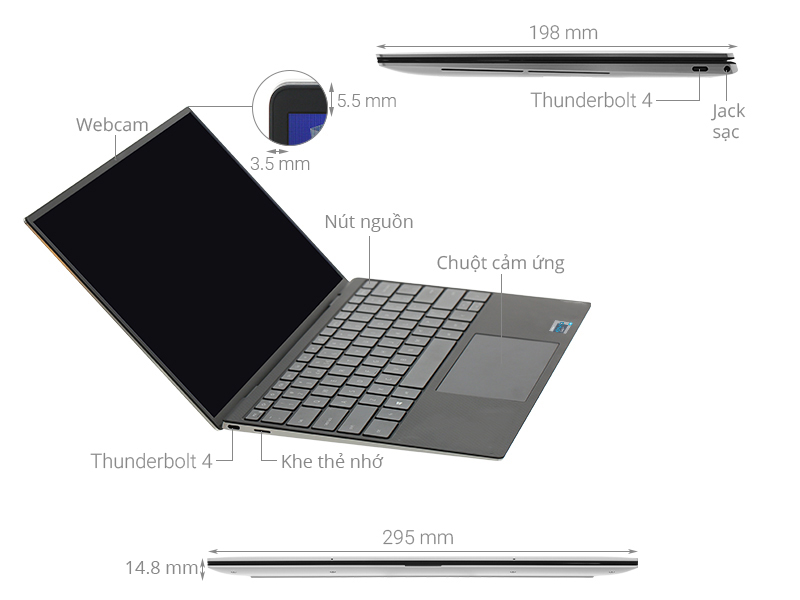 198 mm
5.5 mm
Thunderbolt 4
Jack
sạc
Webcam
3.5 mm
Nút nguồn
Chuột cảm ứng
Thunderbolt 4
Khe thẻ nhớ
295 mm
14.8 mm